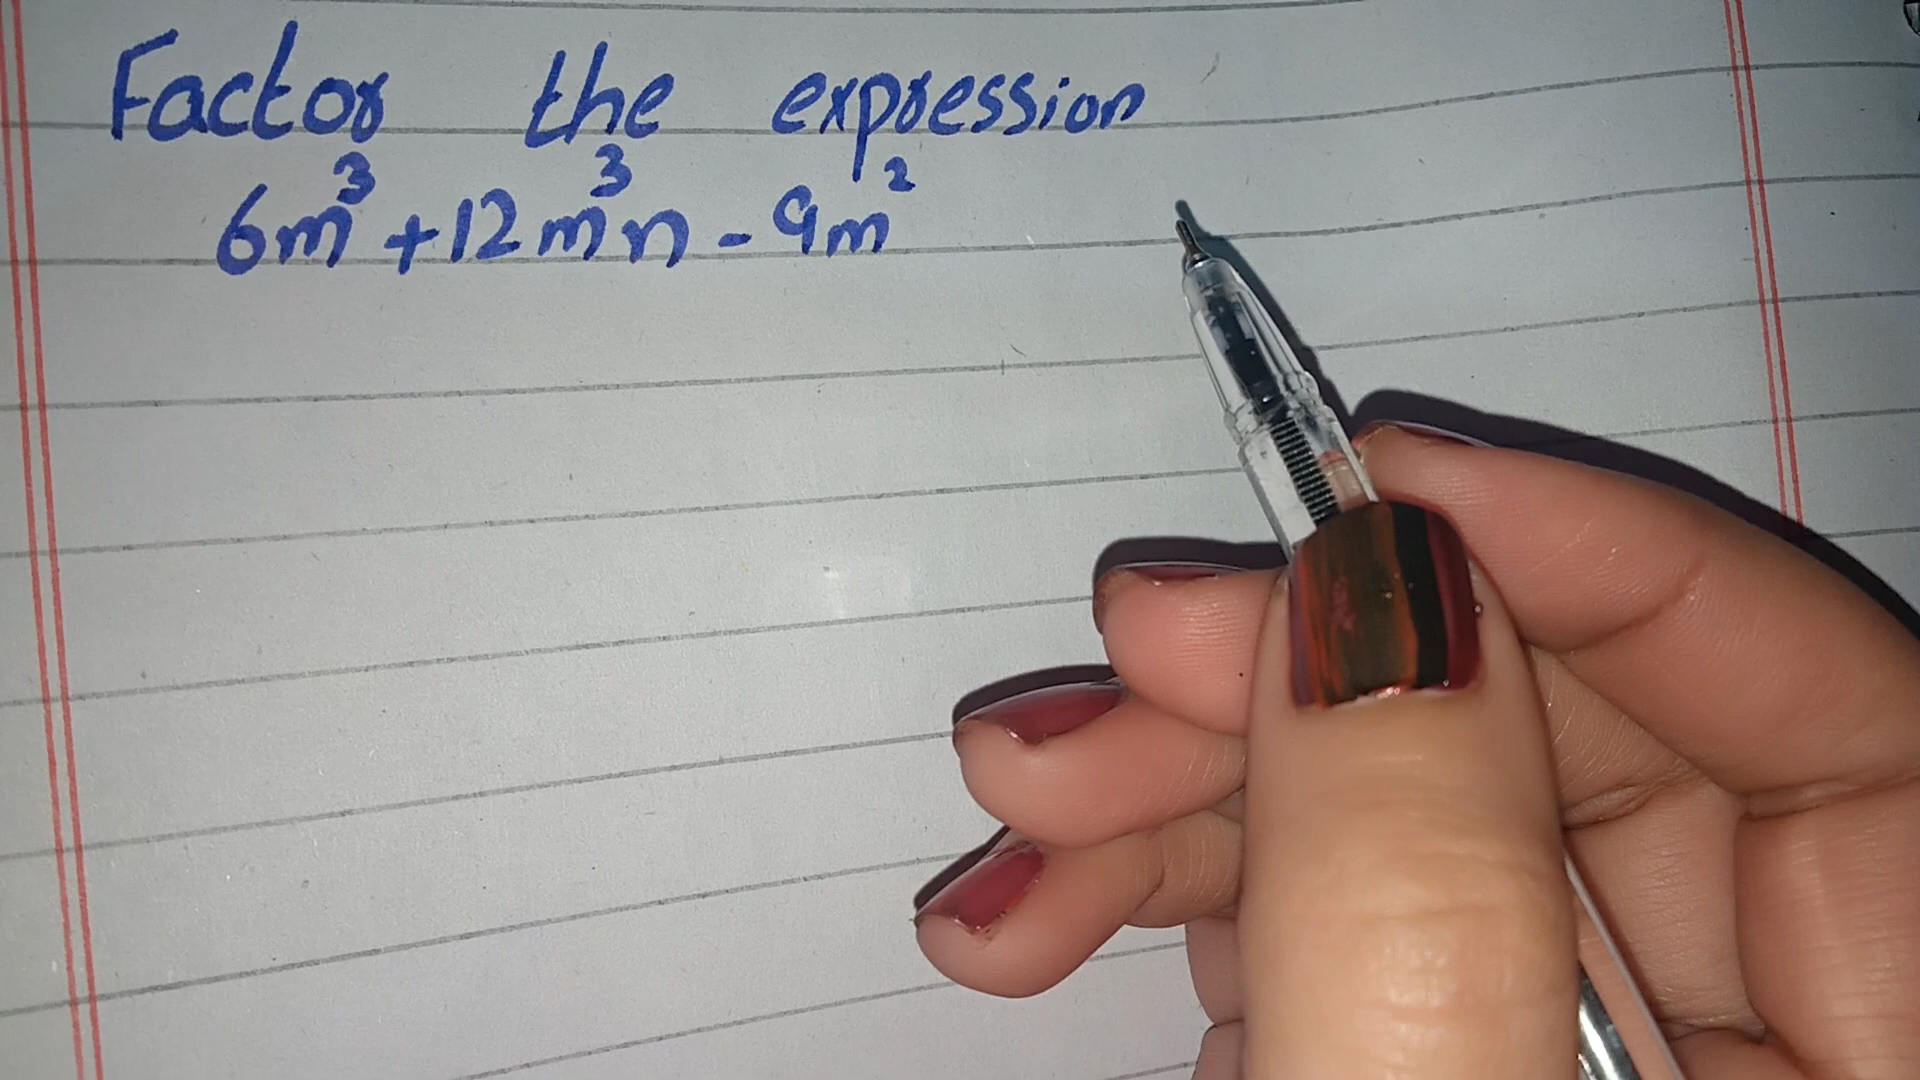 Factor the expression
6m³ + 12m³n - 9m²